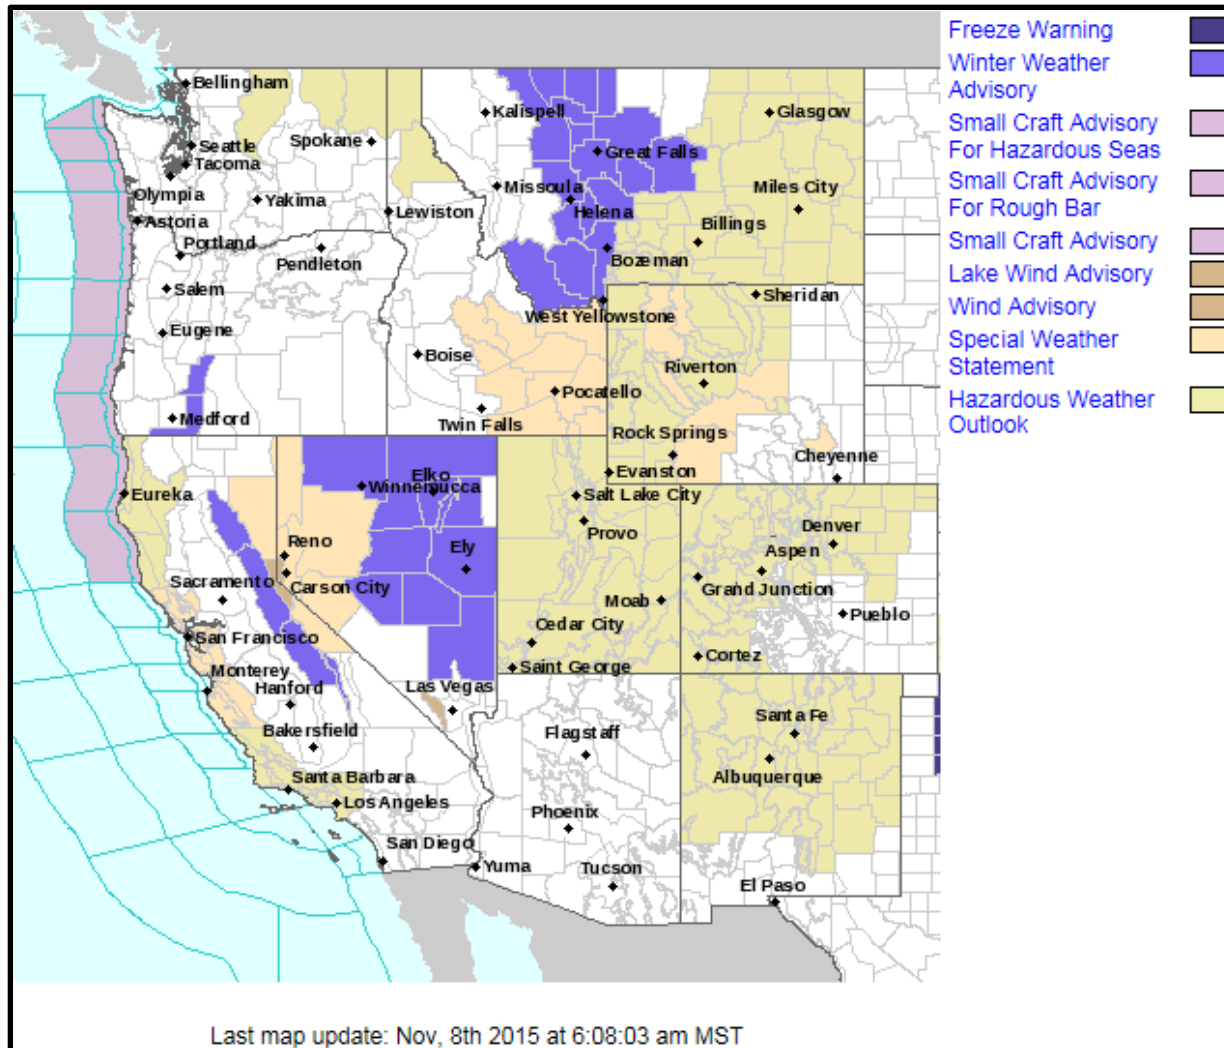 Freeze Warning
Winter Weather
Advisory
Small Craft Advisory
For Hazardous Seas
Small Craft Advisory
For Rough Bar
Small Craft Advisory
Lake Wind Advisory
Wind Advisory
Special Weather
Statement
Hazardous Weather
Outlook
Bellingham
Kalispell
Glasgow
Seattle
Spokane
Great Falls
Tacoma
Olympia
Missoula
Miles City
Yakima
Lewiston
Helena
Astoria
Billings
Portland
Pendleton
Bozeman
Salem
Sheridan
West Yellowstone
Eugene
Boise
Riverton
Pocatello
Medford
Twin Falls
Rock Springs
Cheyenne
Elko
Evanston
Winnemucca
Eureka
Salt Lake City
Provo
Denver
Reno
Ely
Aspen
Sacramento
Carson City
Grand Junction
Moab
Pueblo
Cedar City
San Francisco
Cortez
Saint George
Monterey
Hanford
Las Vegas
Santa Fe
Bakersfield
Flagstaff
Albuquerque
Santa Barbara
Los Angeles
Phoenix
San Diego
Yuma
Tucson
El Paso
Last map update: Nov, 8th 2015 at 6:08:03 am MST